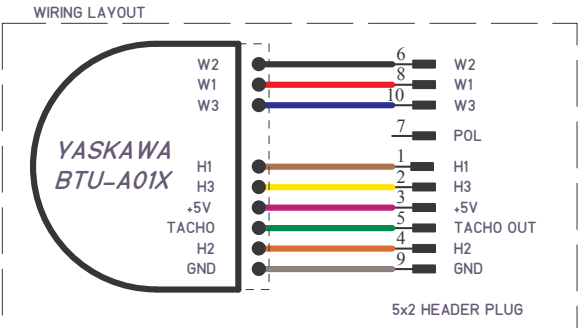 WIRING LAYOUT
W2 6 W2
W1 8 W1
W3 10 W3
7 POL
YASKAWA
BTU-A01X
H1 1 H1
H3 2 H3
+5V 3 +5V
TACHO 5 TACHO OUT
H2 4 H2
GND 9 GND
5x2 HEADER PLUG